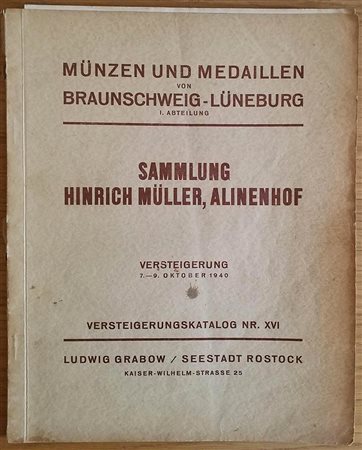 MÜNZEN UND MEDAILLEN
VON
BRAUNSCHWEIG-LÜNEBURG
I. ABTEILUNG
SAMMLUNG
HINRICH MÜLLER, ALINENHOF
VERSTEIGERUNG
7.—9. OKTOBER 1940
VERSTEIGERUNGSKATALOG NR. XVI
LUDWIG GRABOW / SEESTADT ROSTOCK
KAISER-WILHELM-STRASSE 25